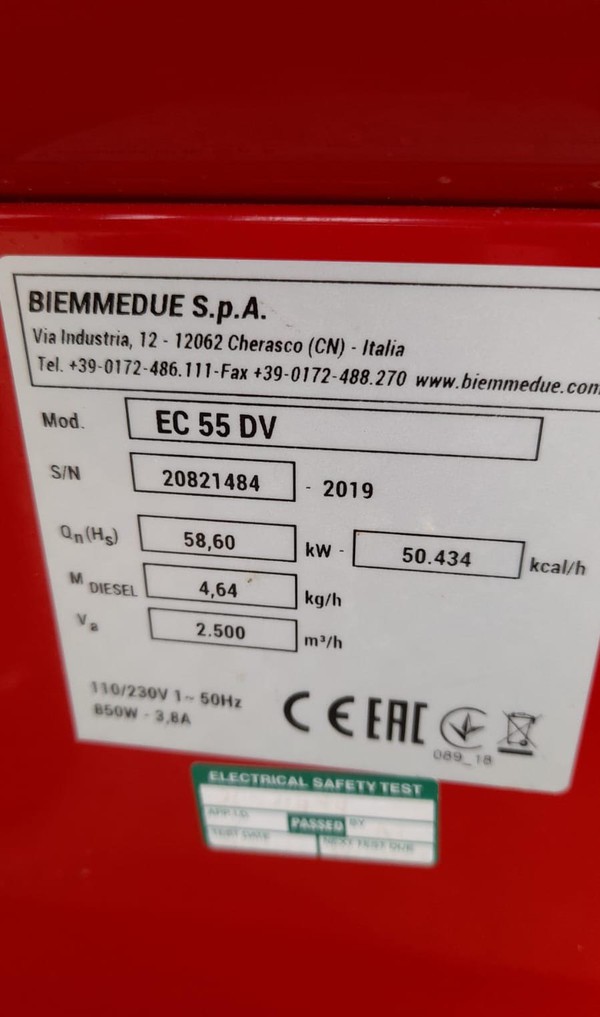 BIEMMEDUE S.p.A.
Via Industria, 12 - 12062 Cherasco (CN) - Italia
Tel. +39-0172-486.111-Fax +39-0172-488.270 www.biemmedue.com
Mod. EC 55 DV
S/N 20821484 - 2019
Qn(Hs) 58,60 kW - 50.434 kcal/h
M DIESEL 4,64 kg/h
Va 2.500 m³/h
110/230V 1~ 50Hz
850W - 3,8A
CE EAC
089_18
ELECTRICAL SAFETY TEST
APP. I.D. PASSED BY
TEST DATE NEXT TEST DUE